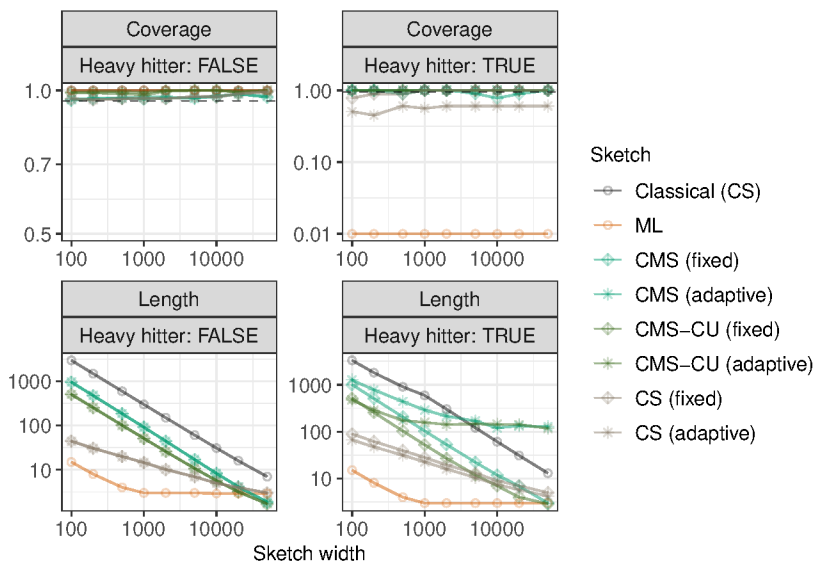 Coverage
Coverage
Heavy hitter: FALSE
Heavy hitter: TRUE
1.0
0.7
0.5
1.00
0.10
0.01
100
1000
10000
100
1000
10000
Length
Length
Heavy hitter: FALSE
Heavy hitter: TRUE
1000
100
10
1000
100
10
100
1000
10000
100
1000
10000
Sketch width
Sketch
Classical (CS)
ML
CMS (fixed)
CMS (adaptive)
CMS−CU (fixed)
CMS−CU (adaptive)
CS (fixed)
CS (adaptive)